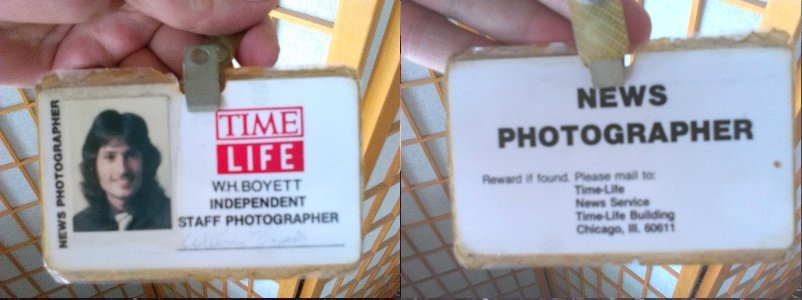 NEWS PHOTOGRAPHER
TIME
LIFE
W.H.BOYETT
INDEPENDENT
STAFF PHOTOGRAPHER
NEWS
PHOTOGRAPHER
Reward if found. Please mail to:
Time-Life
News Service
Time-Life Building
Chicago, Ill. 60611